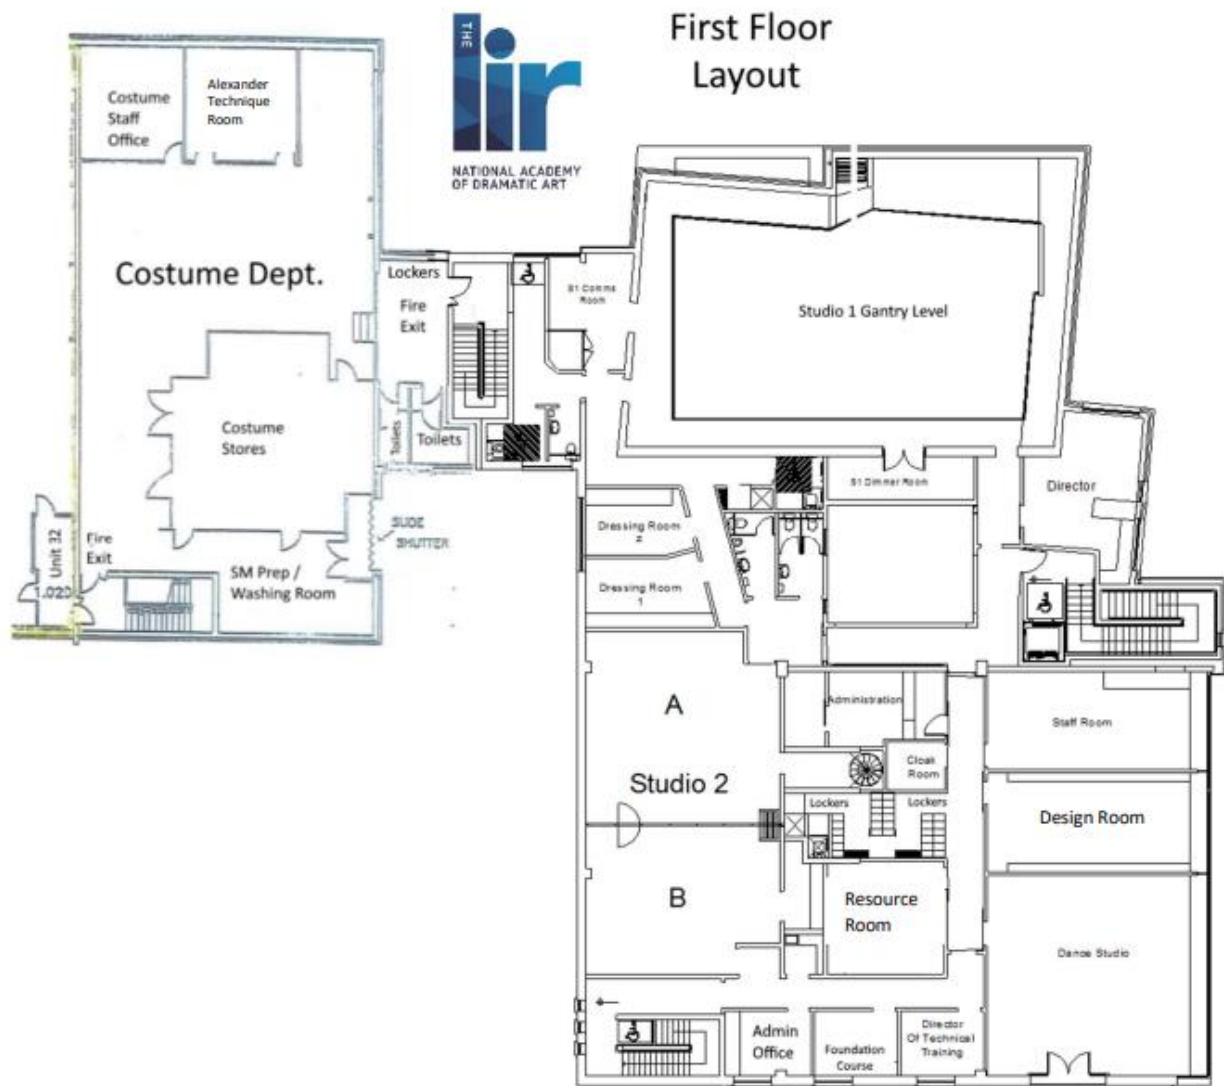 First Floor
Layout
THE
lir
NATIONAL ACADEMY
OF DRAMATIC ART
Costume
Staff
Office
Alexander
Technique
Room
Costume Dept.
Lockers
Fire
Exit
S1 Comms
Room
Studio 1 Gantry Level
Costume
Stores
Toilets
Toilets
S1 Dimmer Room
Director
Dressing Room
2
Dressing Room
1
SLIDE
SHUTTER
Unit 32
Fire
Exit
SM Prep /
Washing Room
A
Studio 2
B
Administration
Cloak
Room
Lockers
Lockers
Staff Room
Design Room
Resource
Room
Dance Studio
Admin
Office
Foundation
Course
Director
Of Technical
Training